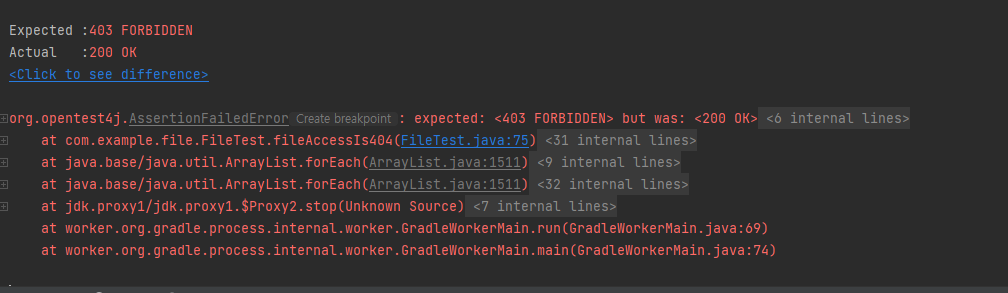 Expected :403 FORBIDDEN
Actual   :200 OK
<Click to see difference>
org.opentest4j.AssertionFailedError Create breakpoint : expected: <403 FORBIDDEN> but was: <200 OK> <6 internal lines>
at com.example.file.FileTest.fileAccessIs404(FileTest.java:75) <31 internal lines>
at java.base/java.util.ArrayList.forEach(ArrayList.java:1511) <9 internal lines>
at java.base/java.util.ArrayList.forEach(ArrayList.java:1511) <32 internal lines>
at jdk.proxy1/jdk.proxy1.$Proxy2.stop(Unknown Source) <7 internal lines>
at worker.org.gradle.process.internal.worker.GradleWorkerMain.run(GradleWorkerMain.java:69)
at worker.org.gradle.process.internal.worker.GradleWorkerMain.main(GradleWorkerMain.java:74)